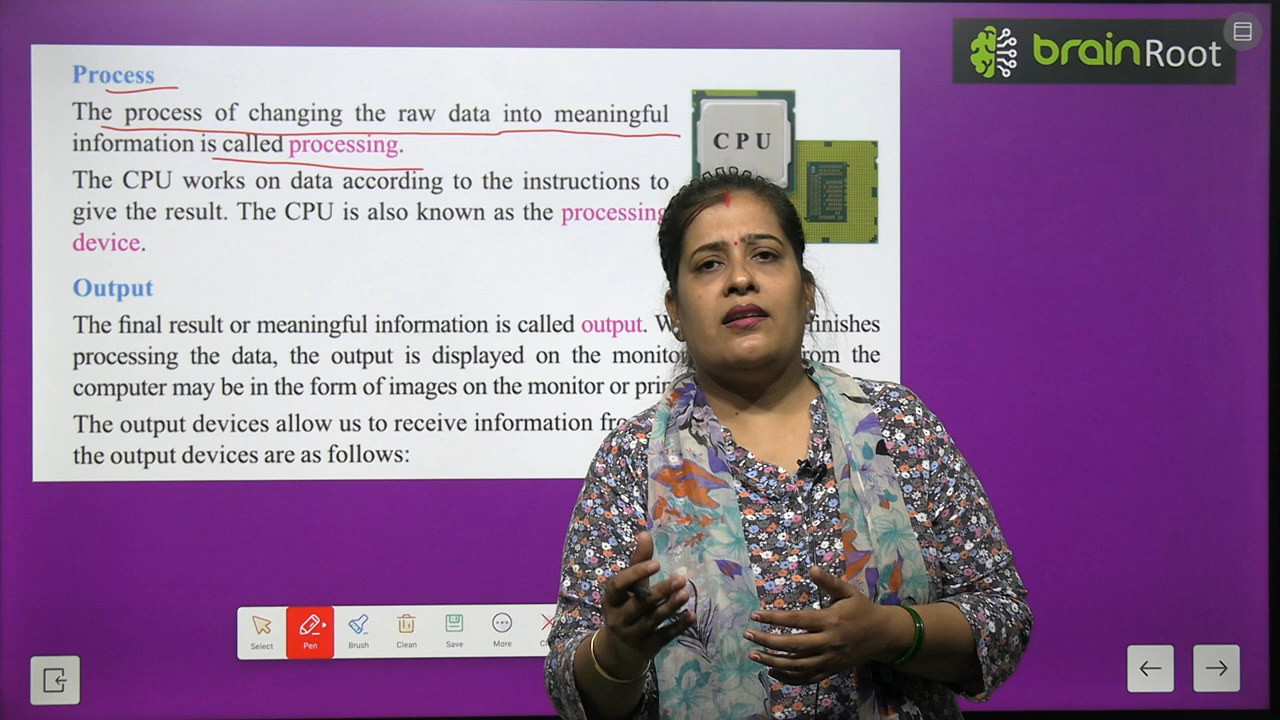 brainRoot
Process
The process of changing the raw data into meaningful
information is called processing.
CPU
The CPU works on data according to the instructions to
give the result. The CPU is also known as the processing
device.
Output
The final result or meaningful information is called output. finishes
processing the data, the output is displayed on the monitor the
computer may be in the form of images on the monitor or
The output devices allow us to receive information
the output devices are as follows:
Select
Pen
Brush
Clean
Save
More